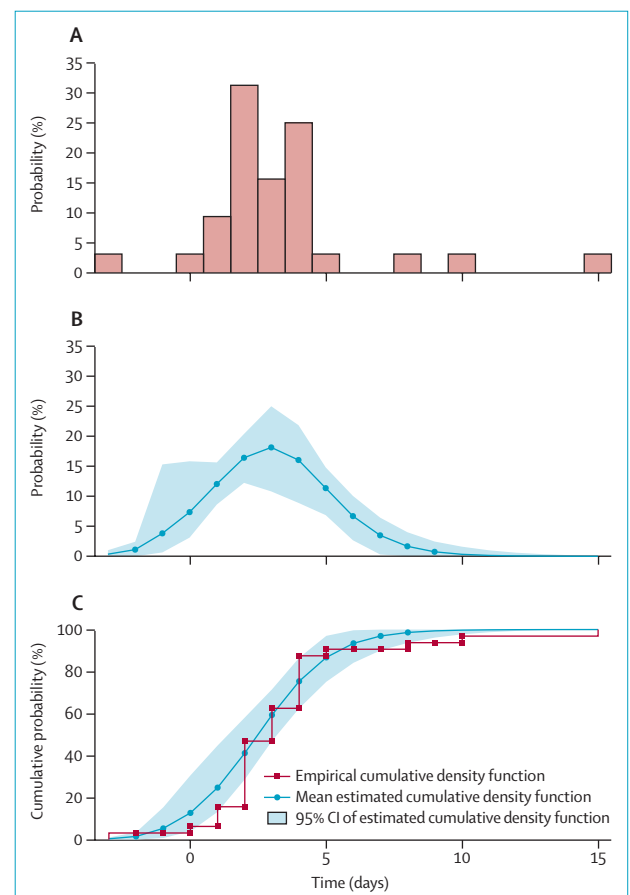 A
35
30
25
20
15
10
5
0
Probability (%)
B
35
30
25
20
15
10
5
0
Probability (%)
C
100
80
60
40
20
0
Cumulative probability (%)
Empirical cumulative density function
Mean estimated cumulative density function
95% CI of estimated cumulative density function
0 5 10 15
Time (days)